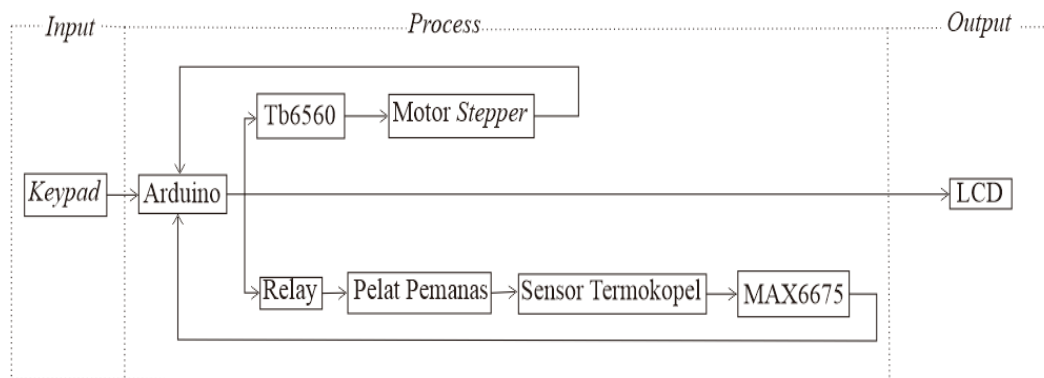 Input
Process
Output
Tb6560
Motor Stepper
Keypad
Arduino
LCD
Relay
Pelat Pemanas
Sensor Termokopel
MAX6675